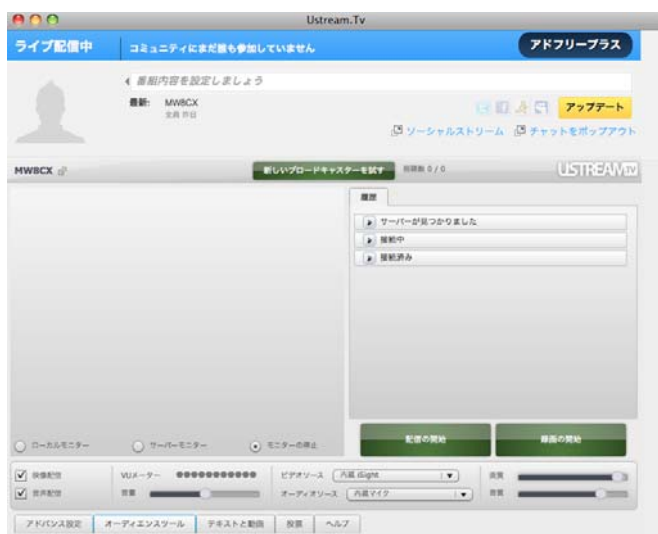 Ustream.Tv
ライブ配信中
コミュニティにまだ誰も参加していません
アドフリープラス
番組内容を設定しましょう
最新: MW8CX
アップデート
ソーシャルストリーム
チャットをポップアウト
MW8CX
新しいブロードキャスターを試す
視聴数 0 / 0
USTREAM TV
履歴
サーバーが見つかりました
接続中
接続済み
ローカルモニター
サーバーモニター
モニターの停止
配信の開始
録画の開始
映像配信
VUメーター
ビデオソース
内蔵 iSight
画質
音声配信
音量
オーディオソース
内蔵マイク
音質
アドバンス設定
オーディエンスツール
テキストと動画
投票
ヘルプ